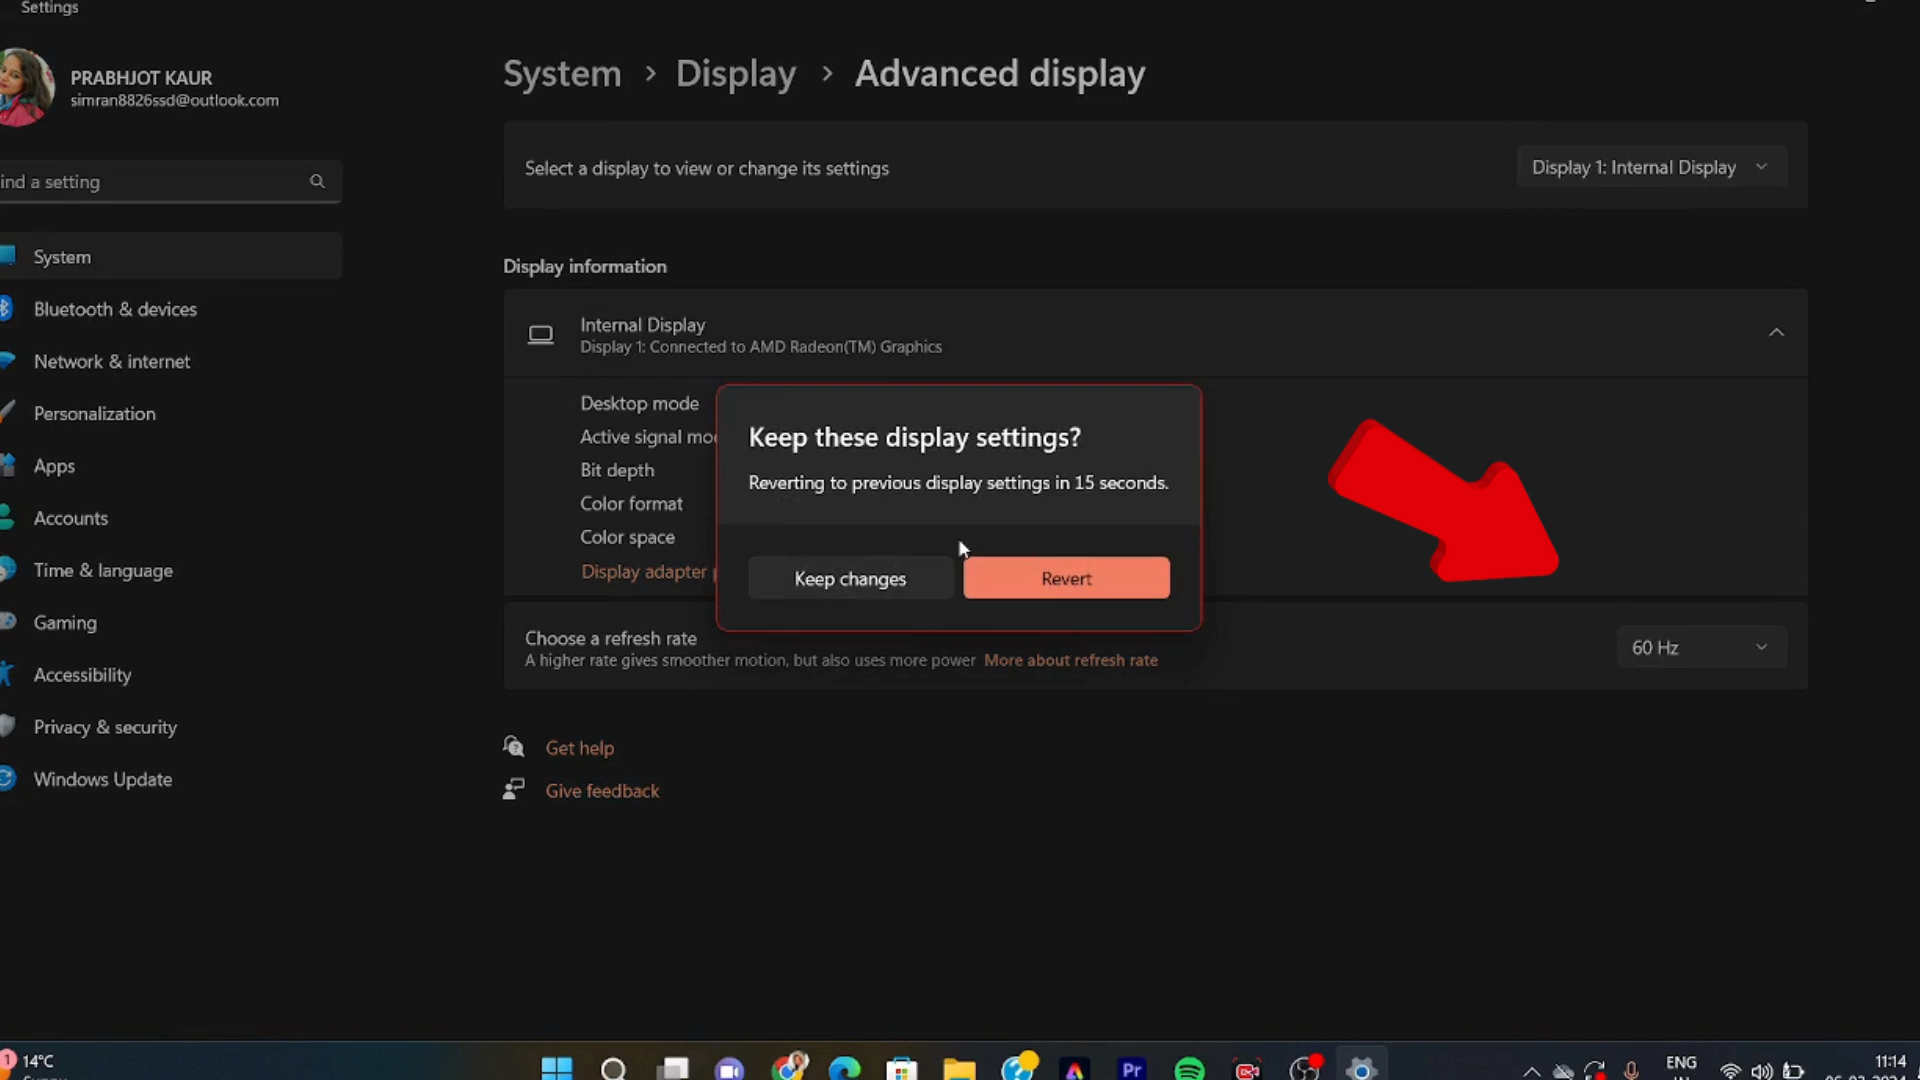 Settings
PRABHJOT KAUR
simran8826ssd@outlook.com
ind a setting
System
Bluetooth & devices
Network & internet
Personalization
Apps
Accounts
Time & language
Gaming
Accessibility
Privacy & security
Windows Update
System > Display > Advanced display
Select a display to view or change its settings
Display 1: Internal Display
Display information
Internal Display
Display 1: Connected to AMD Radeon(TM) Graphics
Desktop mode
Active signal mo
Bit depth
Color format
Color space
Display adapter
Keep these display settings?
Reverting to previous display settings in 15 seconds.
Keep changes
Revert
Choose a refresh rate
A higher rate gives smoother motion, but also uses more power More about refresh rate
60 Hz
Get help
Give feedback
1
14°C
Pr
ENG
11:14